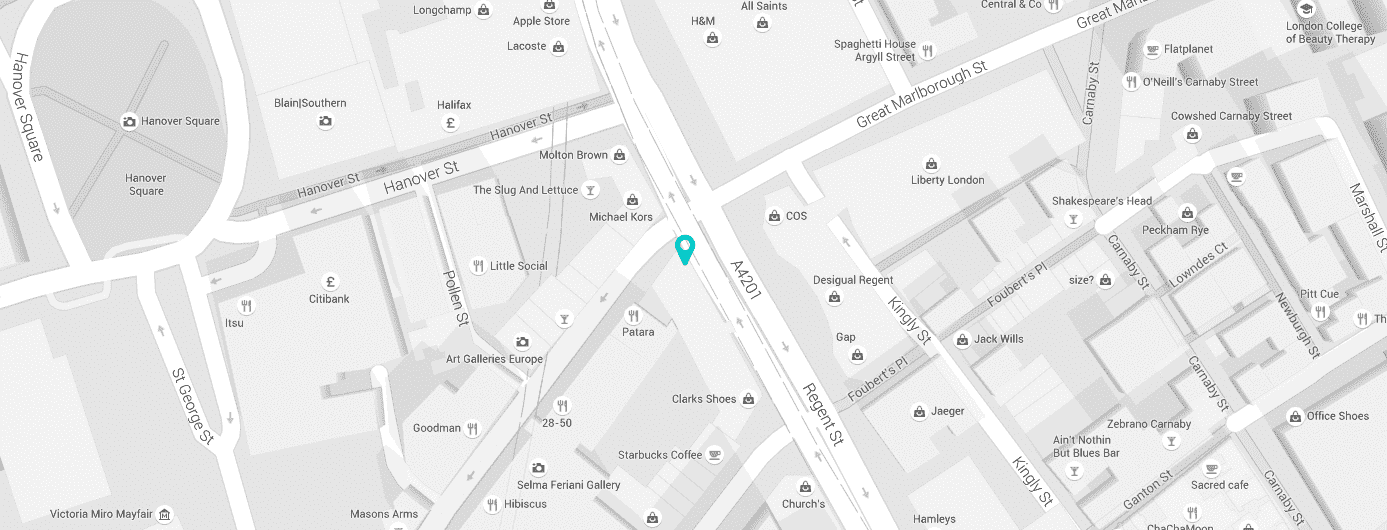 Longchamp
Apple Store
Lacoste
H&M
All Saints
Central & Co
Great Marl
London College
of Beauty Therapy
Spaghetti House
Argyll Street
Flatplanet
O'Neill's Carnaby Street
Carnaby St
Great Marlborough St
Cowshed Carnaby Street
Hanover Square
Hanover Square
Hanover
Square
Blain|Southern
Halifax
Hanover St
Hanover St
Hanover St
Molton Brown
The Slug And Lettuce
Michael Kors
Liberty London
COS
Shakespeare's Head
Peckham Rye
Marshall St
Lowndes Ct
Carnaby St
size?
Foubert's Pl
Desigual Regent
A4201
Little Social
Pollen St
Citibank
Itsu
Patara
Art Galleries Europe
Gap
Kingly St
Jack Wills
Pitt Cue
Th
Newburgh St
Foubert's Pl
Carnaby St
St George St
Clarks Shoes
Regent St
Jaeger
Office Shoes
Goodman
28-50
Zebrano Carnaby
Ain't Nothin
But Blues Bar
Starbucks Coffee
Kingly St
Ganton St
Sacred cafe
Carnaby St
Selma Feriani Gallery
Hibiscus
Church's
Hamleys
Victoria Miro Mayfair
Masons Arms
ChaChaMoon